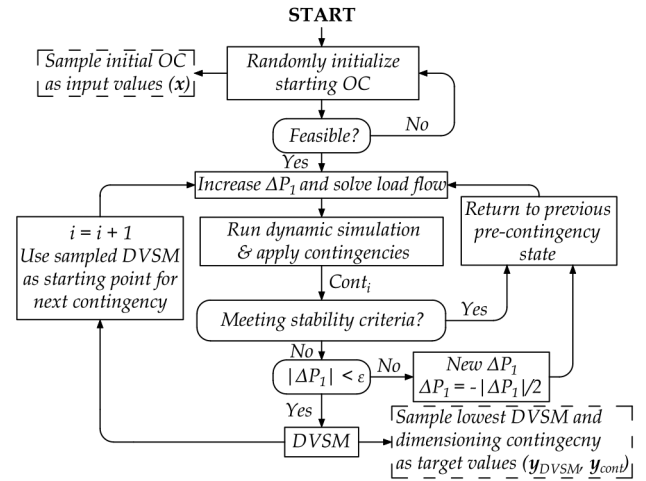 START
Sample initial OC
as input values (x)
Randomly initialize
starting OC
Feasible?
No
Yes
Increase ΔP₁ and solve load flow
i = i + 1
Use sampled DVSM
as starting point for
next contingency
Run dynamic simulation
& apply contingencies
Return to previous
pre-contingency
state
Contᵢ
Meeting stability criteria?
Yes
No
|ΔP₁| < ε
No
New ΔP₁
ΔP₁ = -|ΔP₁|/2
Yes
DVSM
Sample lowest DVSM and
dimensioning contingecny
as target values (y_DVSM, y_cont)